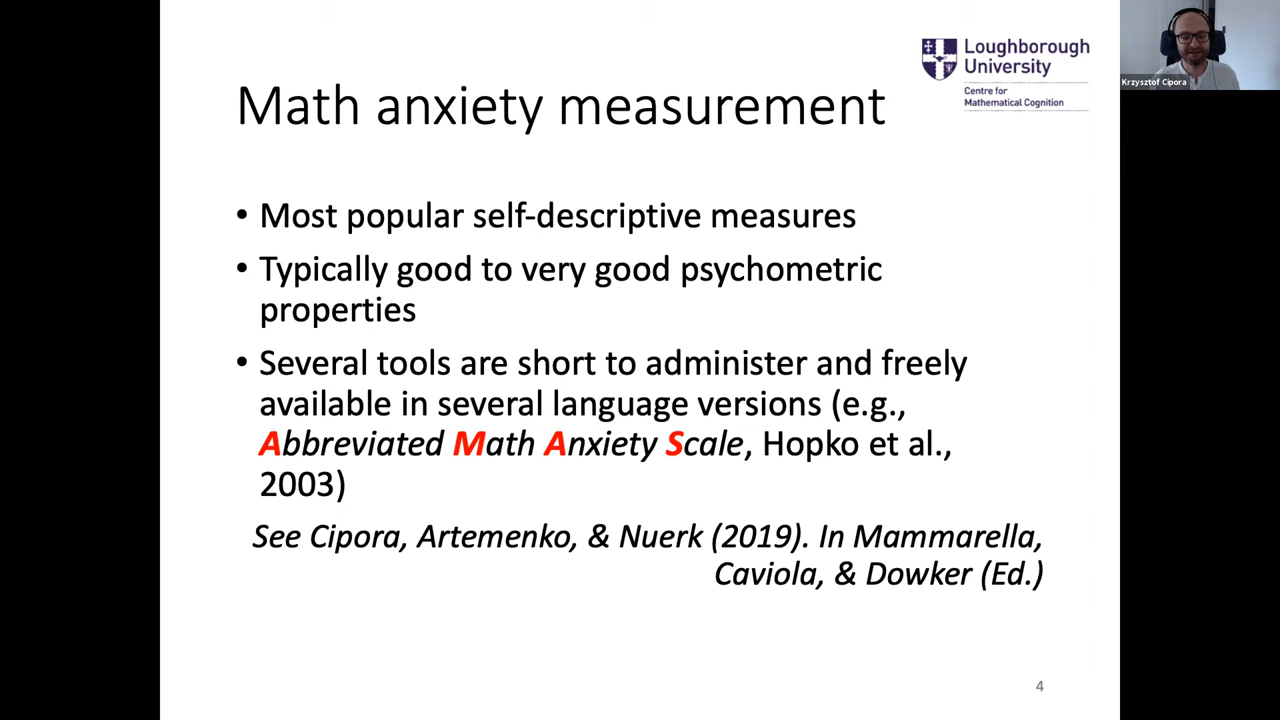 Loughborough
University
Centre for
Mathematical Cognition
Krzysztof Cipora
Math anxiety measurement
• Most popular self-descriptive measures
• Typically good to very good psychometric
properties
• Several tools are short to administer and freely
available in several language versions (e.g.,
Abbreviated Math Anxiety Scale, Hopko et al.,
2003)
See Cipora, Artemenko, & Nuerk (2019). In Mammarella,
Caviola, & Dowker (Ed.)
4